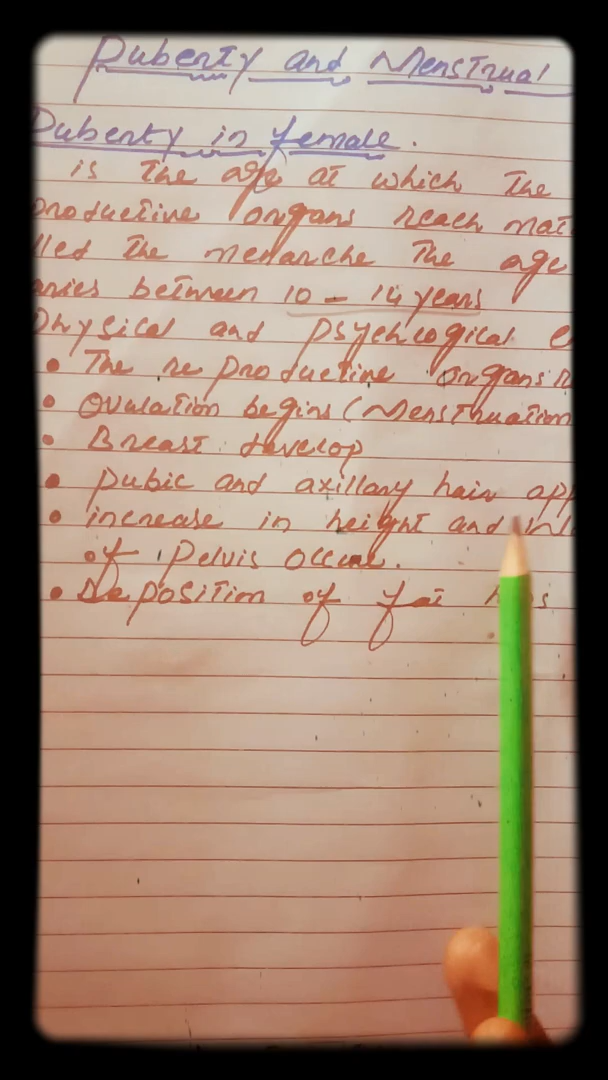 Puberty and Menstrual
Puberty in female.
is the age at which the
productive organs reach mat
lled the menarche The age
aries between 10 - 14 years
Physical and psychlogical
• The re productive organs
• Ovulation begins (Menstruation
• Breast develop
• pubic and axillary hair app
• increase in height and
of pelvis occur.
• Deposition of fat